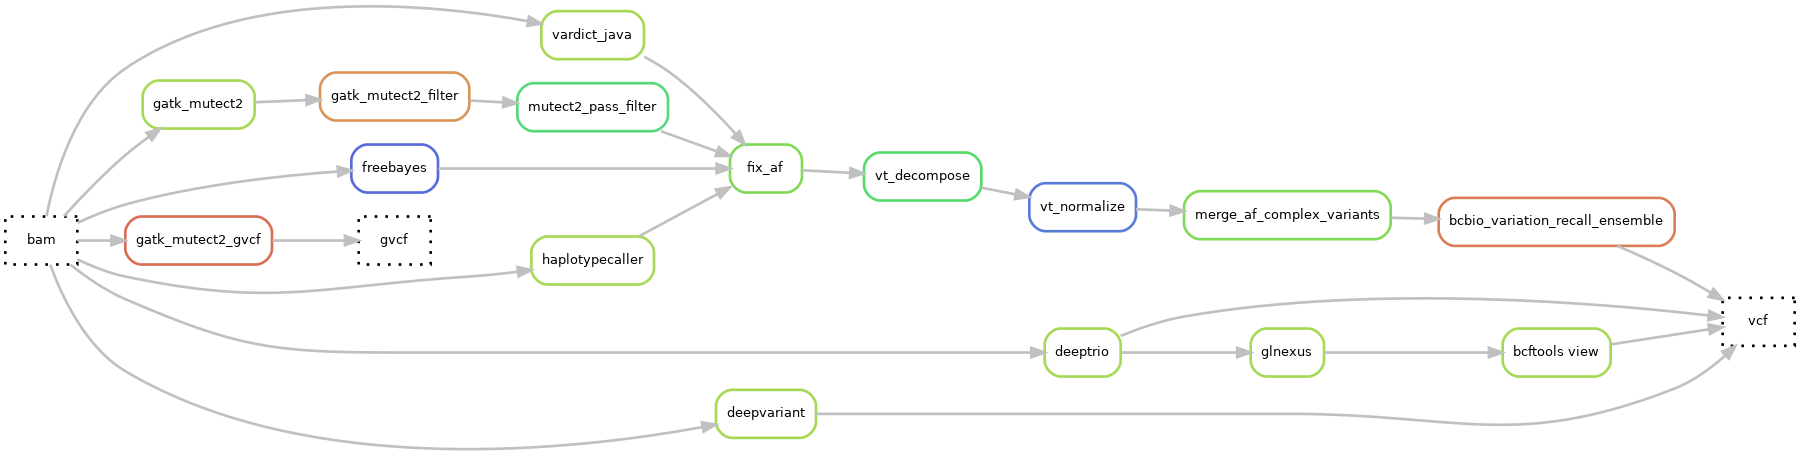 vardict_java
gatk_mutect2
gatk_mutect2_filter
mutect2_pass_filter
freebayes
fix_af
vt_decompose
vt_normalize
merge_af_complex_variants
bcbio_variation_recall_ensemble
bam
gatk_mutect2_gvcf
gvcf
haplotypecaller
vcf
deeptrio
glnexus
bcftools view
deepvariant